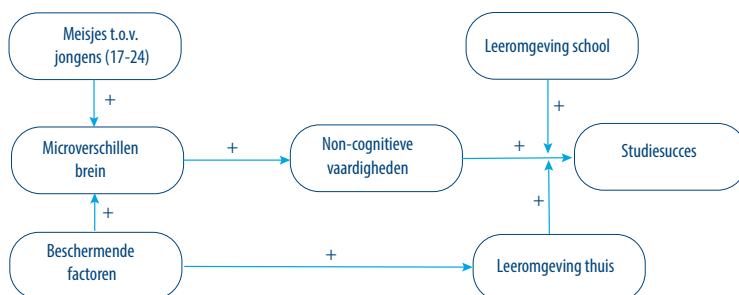 Meisjes t.o.v.
jongens (17-24)
Leeromgeving school
+
+
Microverschillen
brein
+
Non-cognitieve
vaardigheden
+
Studiesucces
+
+
Beschermende
factoren
+
Leeromgeving thuis